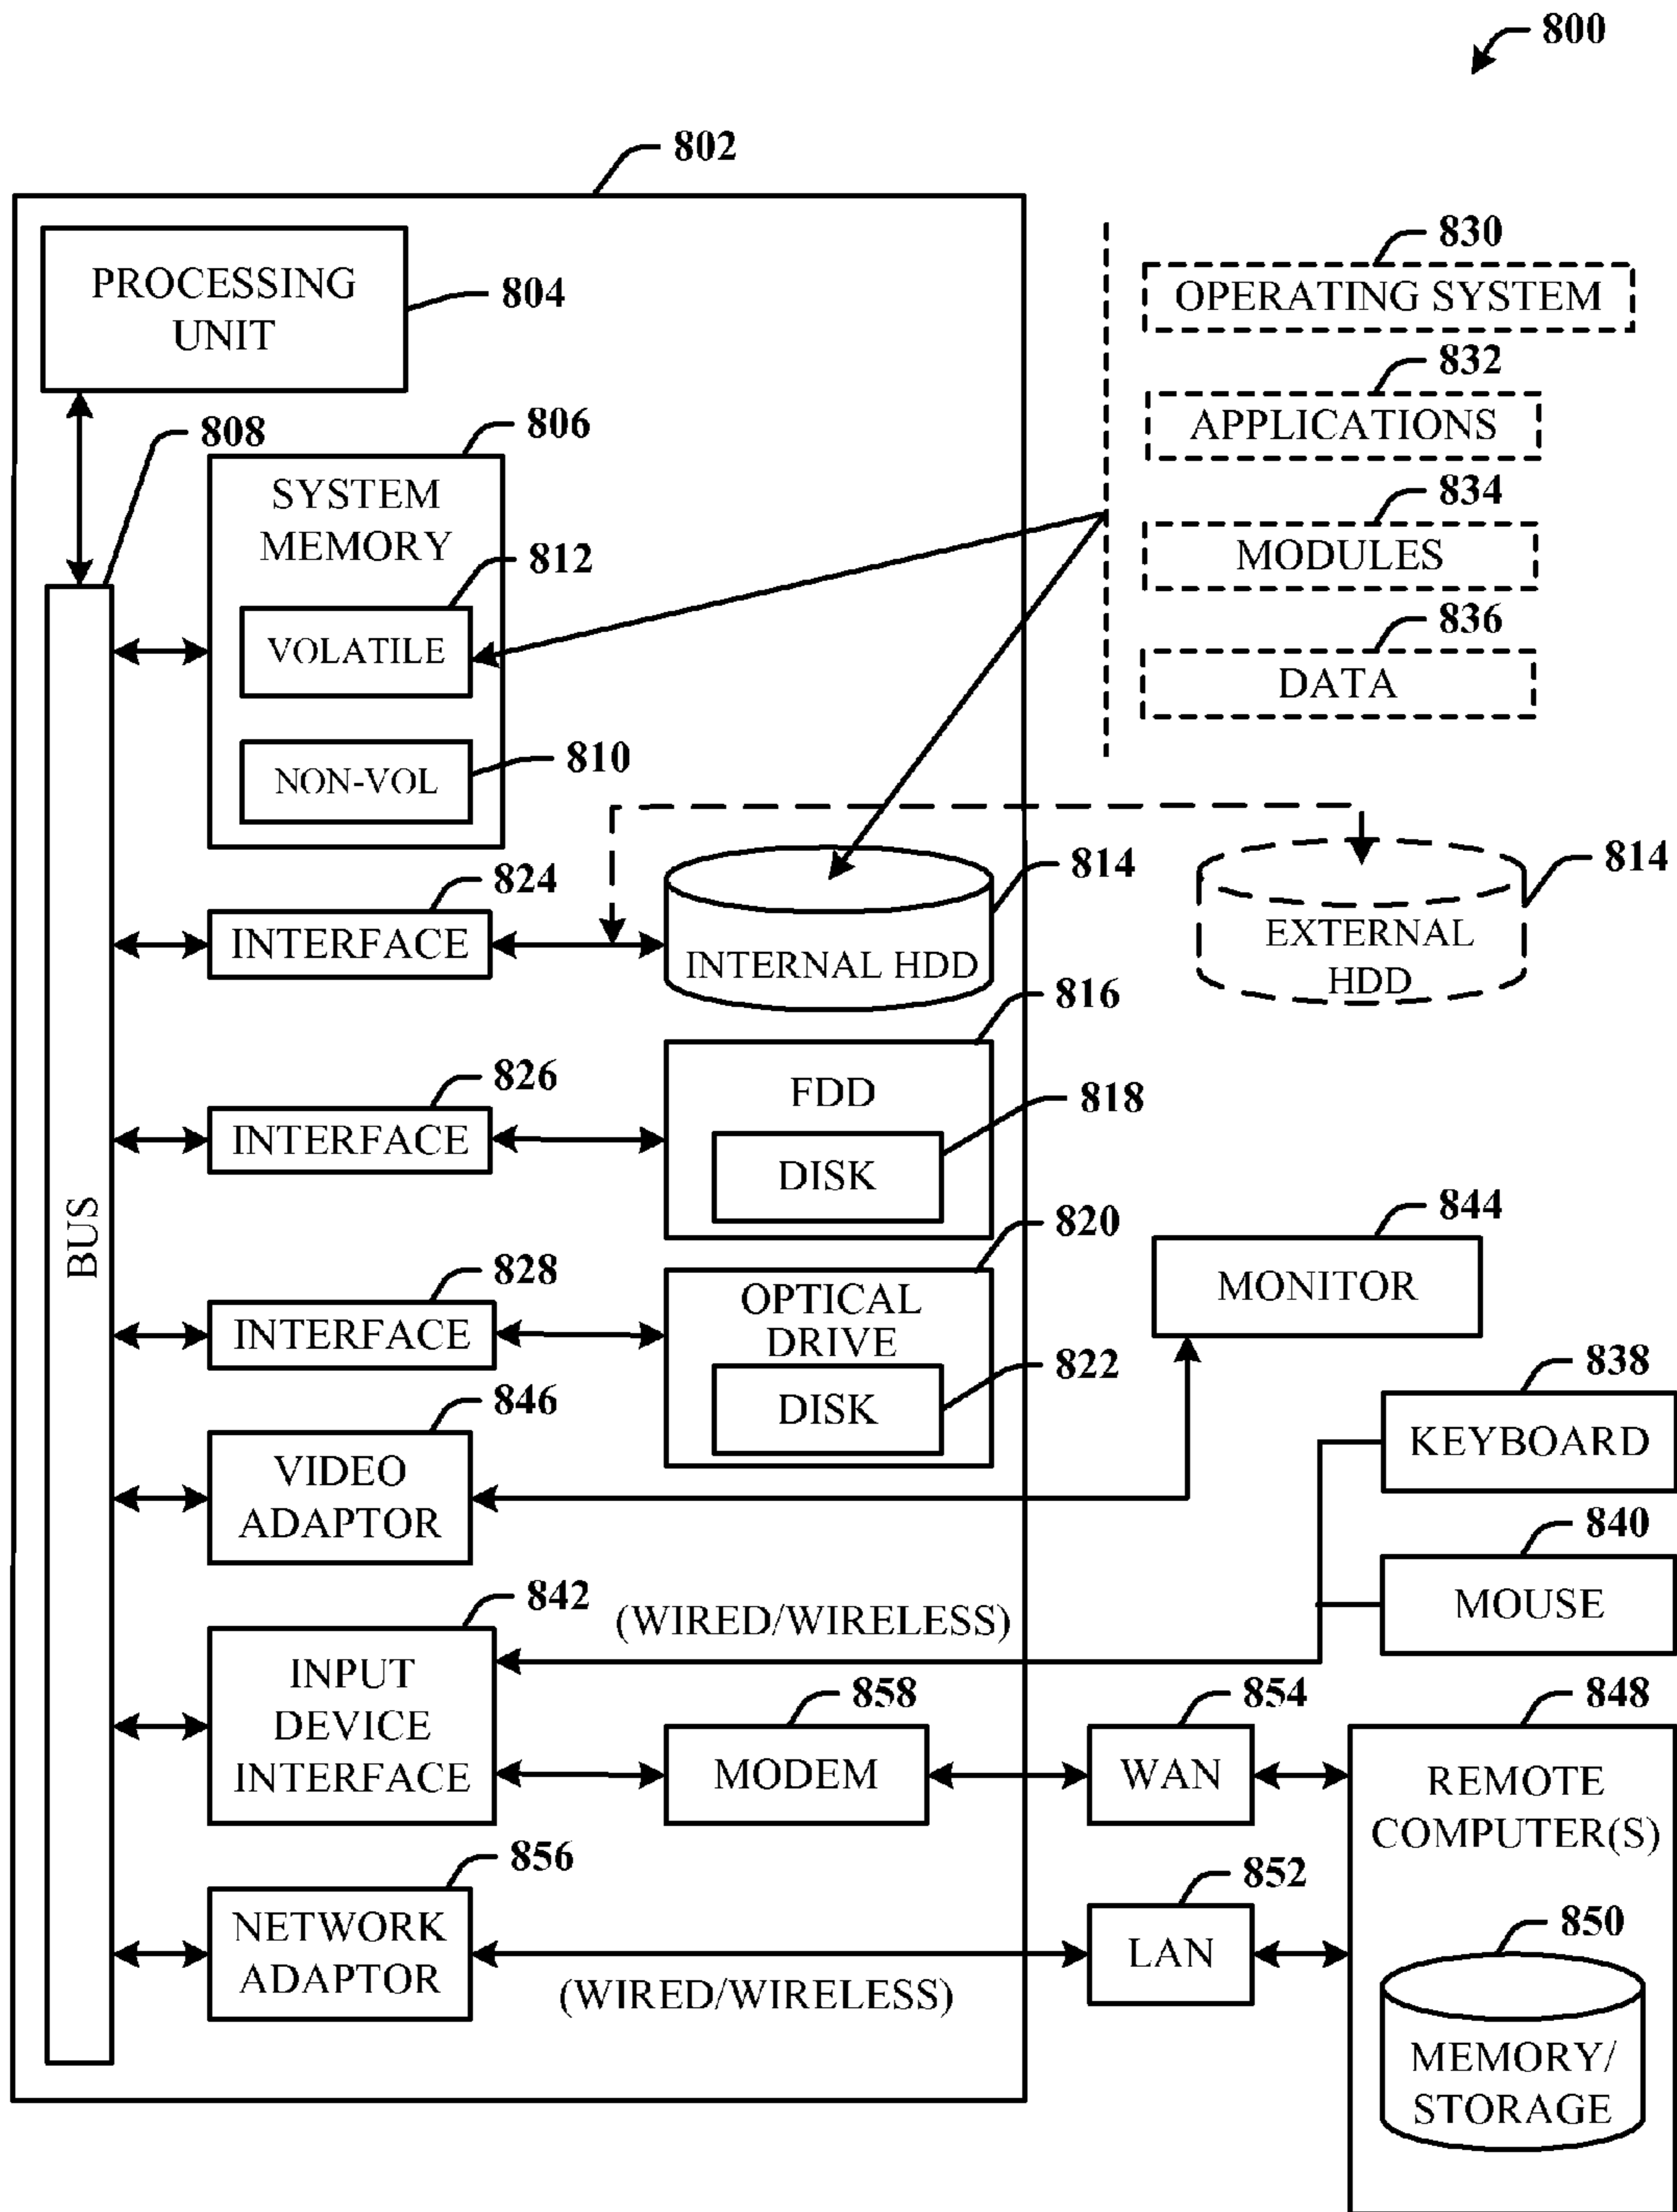 800
802
PROCESSING
UNIT
804
830
OPERATING SYSTEM
832
APPLICATIONS
834
MODULES
836
DATA
808
806
SYSTEM
MEMORY
812
VOLATILE
810
NON-VOL
BUS
824
INTERFACE
814
INTERNAL HDD
814
EXTERNAL
HDD
826
INTERFACE
816
FDD
818
DISK
828
INTERFACE
820
OPTICAL
DRIVE
822
DISK
844
MONITOR
846
VIDEO
ADAPTOR
838
KEYBOARD
840
MOUSE
842
INPUT
DEVICE
INTERFACE
(WIRED/WIRELESS)
858
MODEM
854
WAN
848
REMOTE
COMPUTER(S)
856
NETWORK
ADAPTOR
(WIRED/WIRELESS)
852
LAN
850
MEMORY/
STORAGE